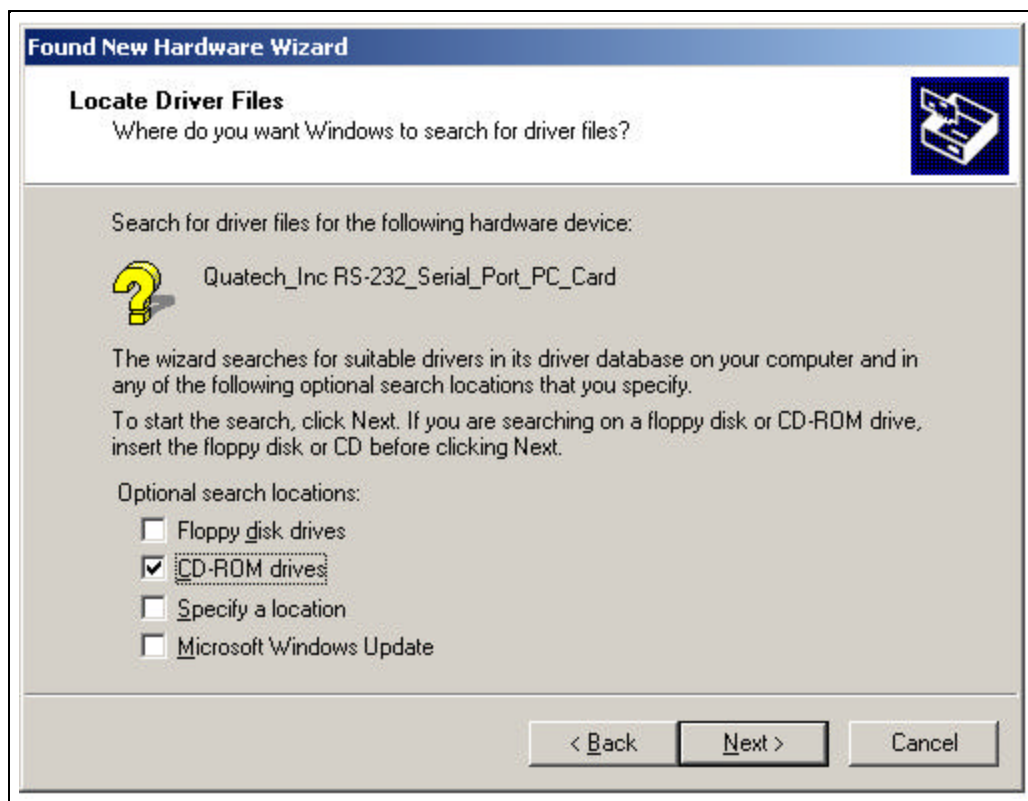 Found New Hardware Wizard
Locate Driver Files
Where do you want Windows to search for driver files?
Search for driver files for the following hardware device:
Quatech_Inc RS-232_Serial_Port_PC_Card
The wizard searches for suitable drivers in its driver database on your computer and in
any of the following optional search locations that you specify.
To start the search, click Next. If you are searching on a floppy disk or CD-ROM drive,
insert the floppy disk or CD before clicking Next.
Optional search locations:
Floppy disk drives
CD-ROM drives
Specify a location
Microsoft Windows Update
< Back Next > Cancel